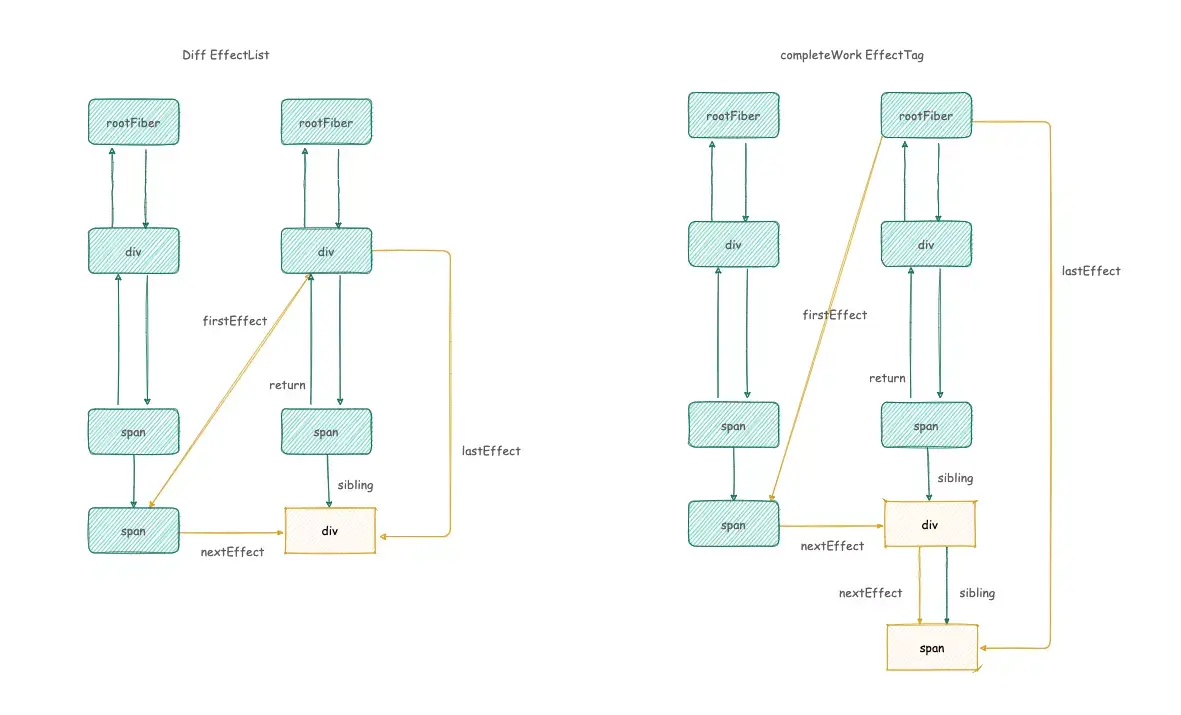 Diff EffectList
rootFiber
rootFiber
div
div
firstEffect
return
span
span
lastEffect
sibling
span
div
nextEffect
completeWork EffectTag
rootFiber
rootFiber
div
div
lastEffect
firstEffect
return
span
span
sibling
span
div
nextEffect
nextEffect
sibling
span